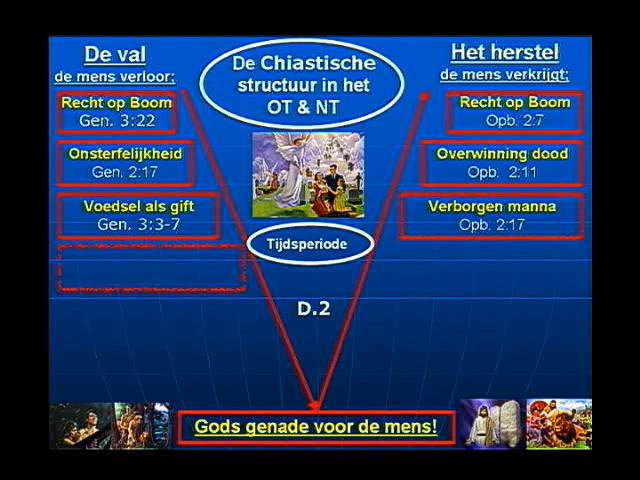 De val
de mens verloor:
Recht op Boom
Gen. 3:22
Onsterfelijkheid
Gen. 2:17
Voedsel als gift
Gen. 3:3-7
De Chiastische
structuur in het
OT & NT
Tijdsperiode
D.2
Het herstel
de mens verkrijgt:
Recht op Boom
Opb. 2:7
Overwinning dood
Opb. 2:11
Verborgen manna
Opb. 2:17
Gods genade voor de mens!